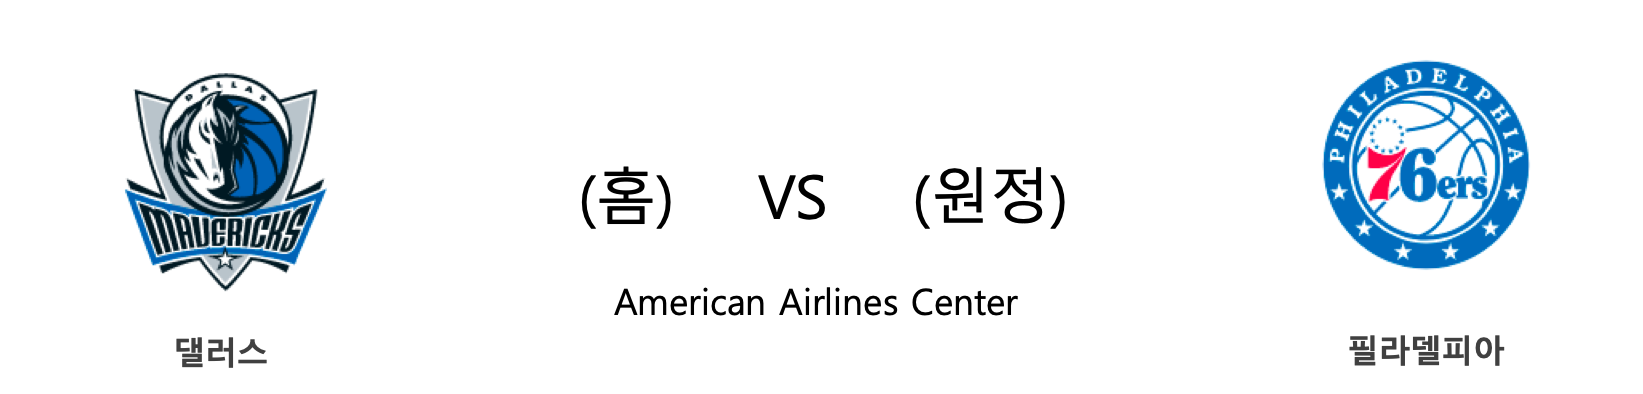 DALLAS
MAVERICKS
댈러스
(홈) VS (원정)
American Airlines Center
PHILADELPHIA
76ers
필라델피아